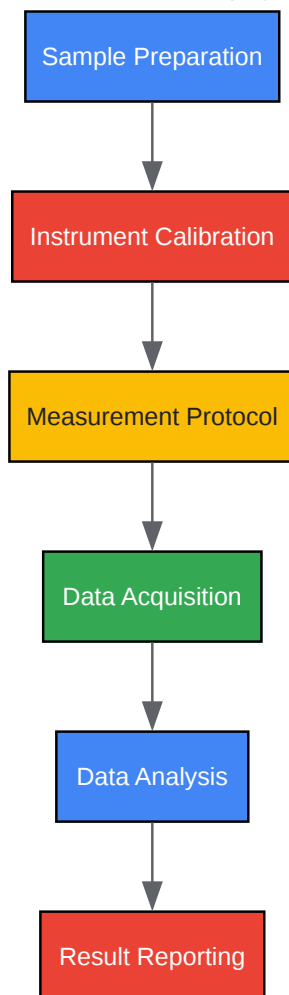 Sample Preparation
Instrument Calibration
Measurement Protocol
Data Acquisition
Data Analysis
Result Reporting